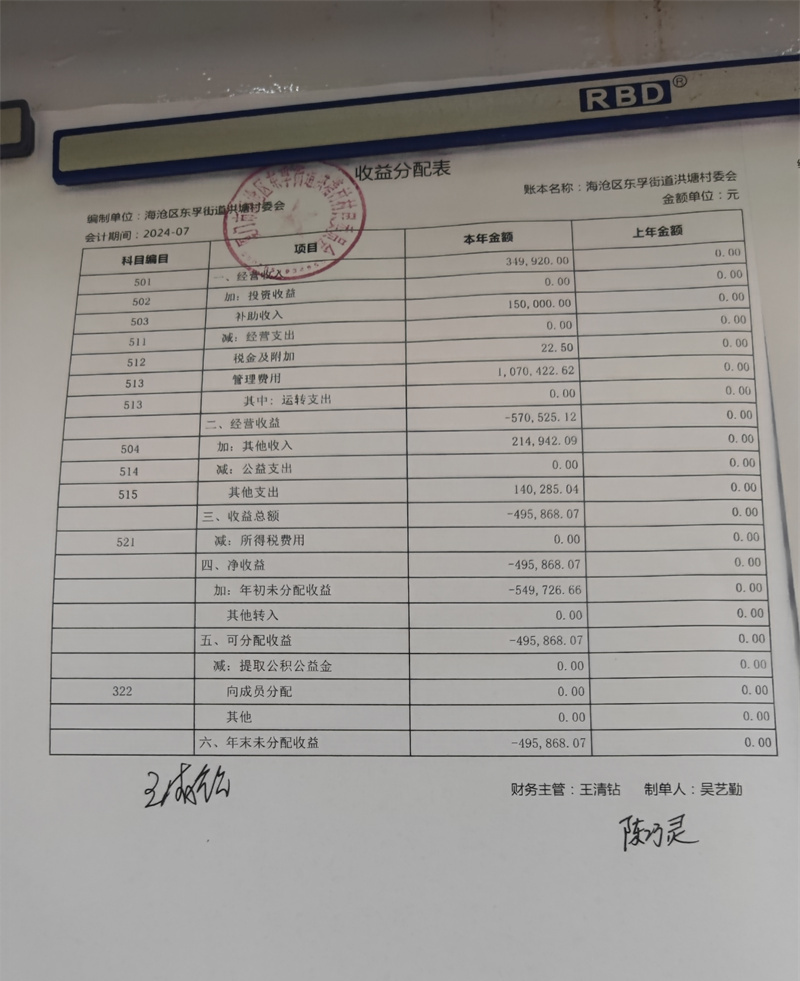 RBD®
收益分配表
编制单位：海沧区东孚街道洪塘村委会 账本名称：海沧区东孚街道洪塘村委会
会计期间：2024-07 金额单位：元
科目编目 项目 本年金额 上年金额
501 一、经营收入 349,920.00 0.00
502 加：投资收益 0.00 0.00
503 补助收入 150,000.00 0.00
511 减：经营支出 0.00 0.00
512 税金及附加 22.50 0.00
513 管理费用 1,070,422.62 0.00
513 其中：运转支出 0.00 0.00
二、经营收益 -570,525.12 0.00
504 加：其他收入 214,942.09 0.00
514 减：公益支出 0.00 0.00
515 其他支出 140,285.04 0.00
三、收益总额 -495,868.07 0.00
521 减：所得税费用 0.00 0.00
四、净收益 -495,868.07 0.00
加：年初未分配收益 -549,726.66 0.00
其他转入 0.00 0.00
五、可分配收益 -495,868.07 0.00
减：提取公积公益金 0.00 0.00
322 向成员分配 0.00 0.00
其他 0.00 0.00
六、年末未分配收益 -495,868.07 0.00
财务主管：王清钻 制单人：吴艺勤
王清钻
陈巧灵